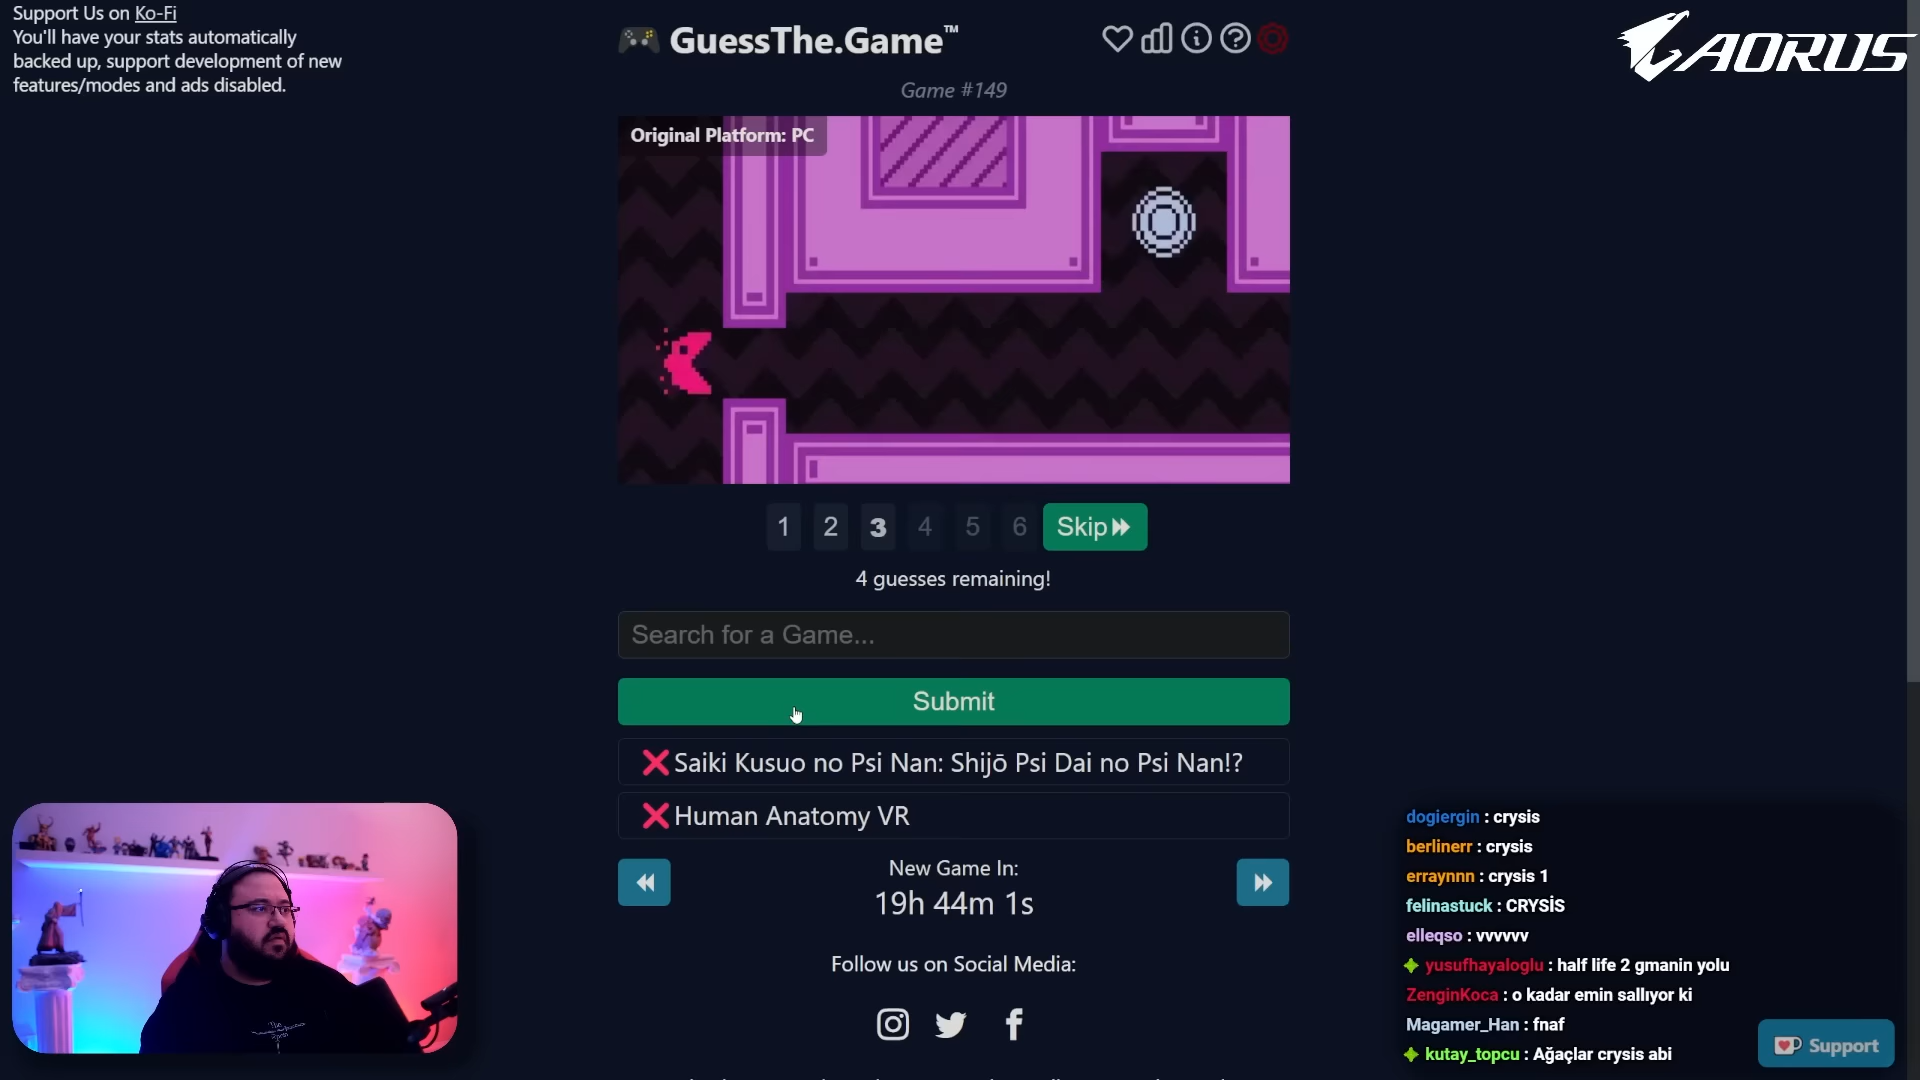 Support Us on Ko-Fi
You'll have your stats automatically
backed up, support development of new
features/modes and ads disabled.
GuessThe.Game™
AORUS
Game #149
Original Platform: PC
1 2 3 4 5 6 Skip
4 guesses remaining!
Search for a Game...
Submit
❌Saiki Kusuo no Psi Nan: Shijō Psi Dai no Psi Nan!?
❌Human Anatomy VR
New Game In:
19h 44m 1s
Follow us on Social Media:
dogiergin : crysis
berlinerr : crysis
erraynnn : crysis 1
felinastuck : CRYSİS
elleqso : vvvvvv
yusufhayaloglu : half life 2 gmanin yolu
ZenginKoca : o kadar emin sallıyor ki
Magamer_Han : fnaf
kutay_topcu : Ağaçlar crysis abi
Support